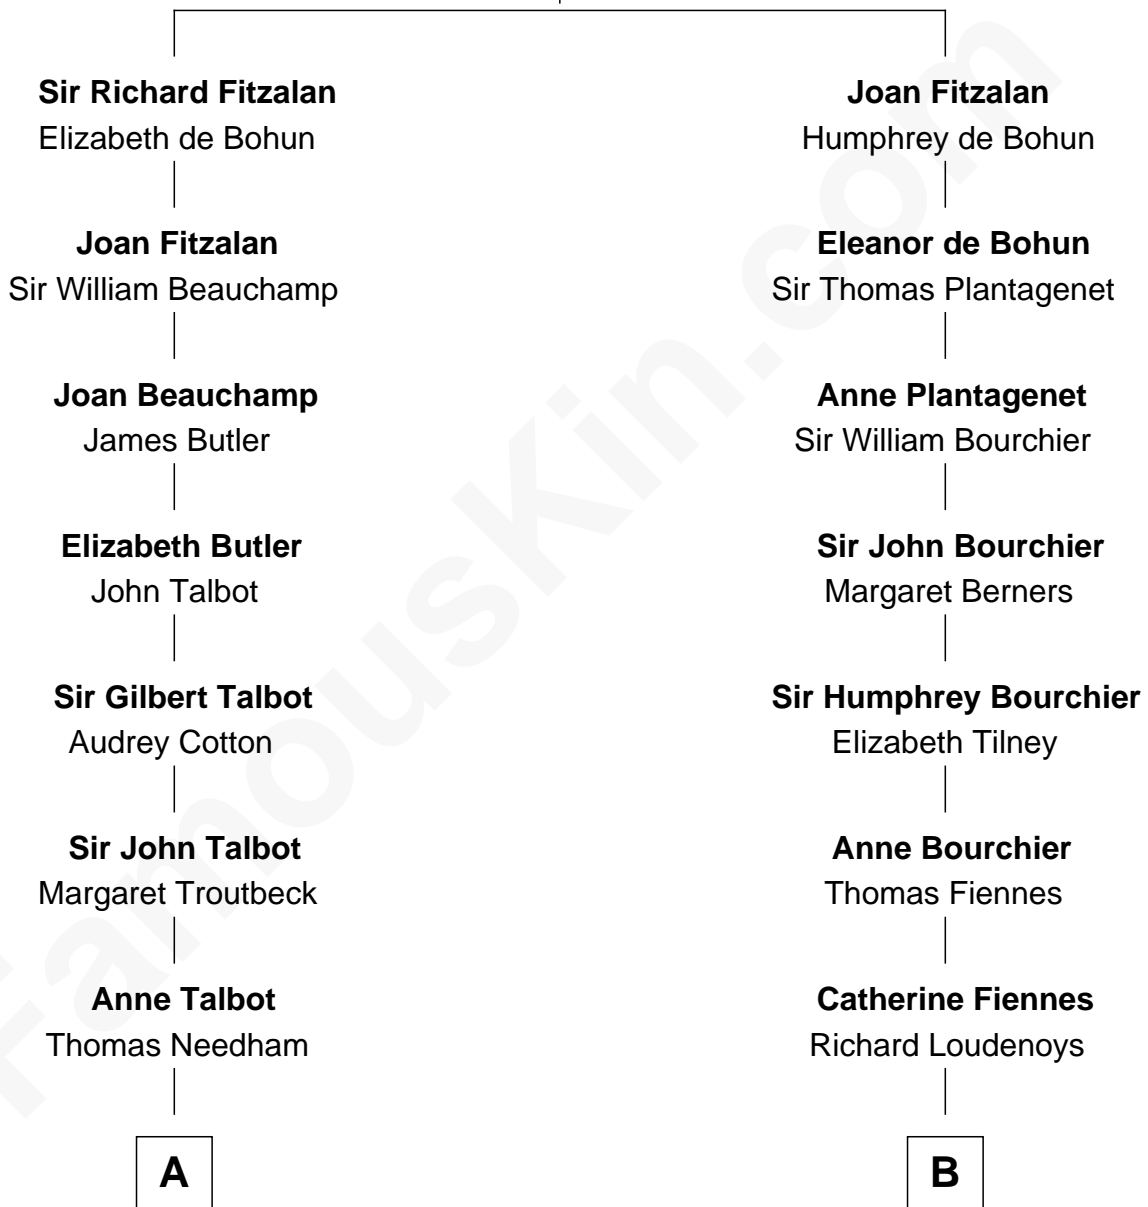 Sir Richard Fitzalan
Elizabeth de Bohun
Joan Fitzalan
Sir William Beauchamp
Joan Beauchamp
James Butler
Elizabeth Butler
John Talbot
Sir Gilbert Talbot
Audrey Cotton
Sir John Talbot
Margaret Troutbeck
Anne Talbot
Thomas Needham
A
Joan Fitzalan
Humphrey de Bohun
Eleanor de Bohun
Sir Thomas Plantagenet
Anne Plantagenet
Sir William Bourchier
Sir John Bourchier
Margaret Berners
Sir Humphrey Bourchier
Elizabeth Tilney
Anne Bourchier
Thomas Fiennes
Catherine Fiennes
Richard Loudenoys
B
FamousKin.com